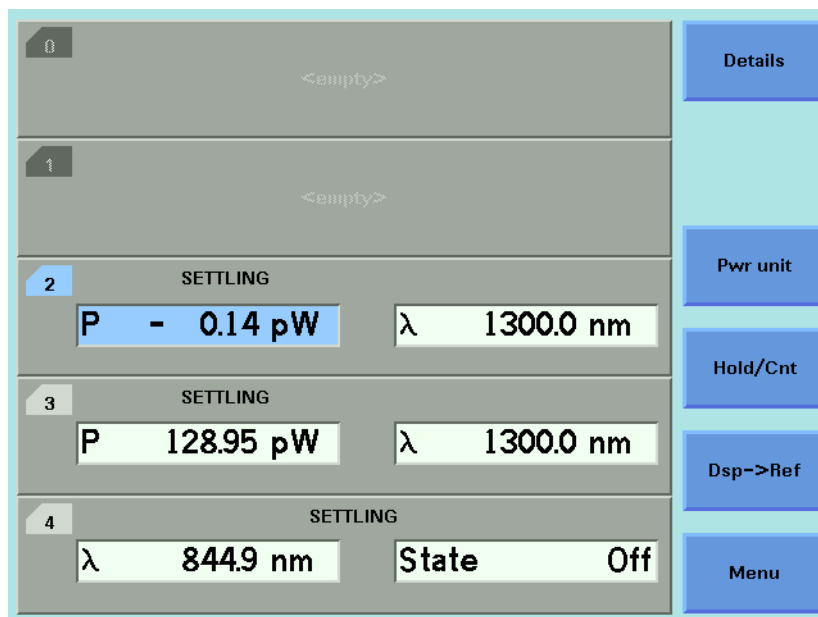 0
<empty>
Details
1
<empty>
2
SETTLING
P - 0.14 pW
λ 1300.0 nm
Pwr unit
3
SETTLING
P 128.95 pW
λ 1300.0 nm
Hold/Cnt
Dsp->Ref
4
SETTLING
λ 844.9 nm
State Off
Menu